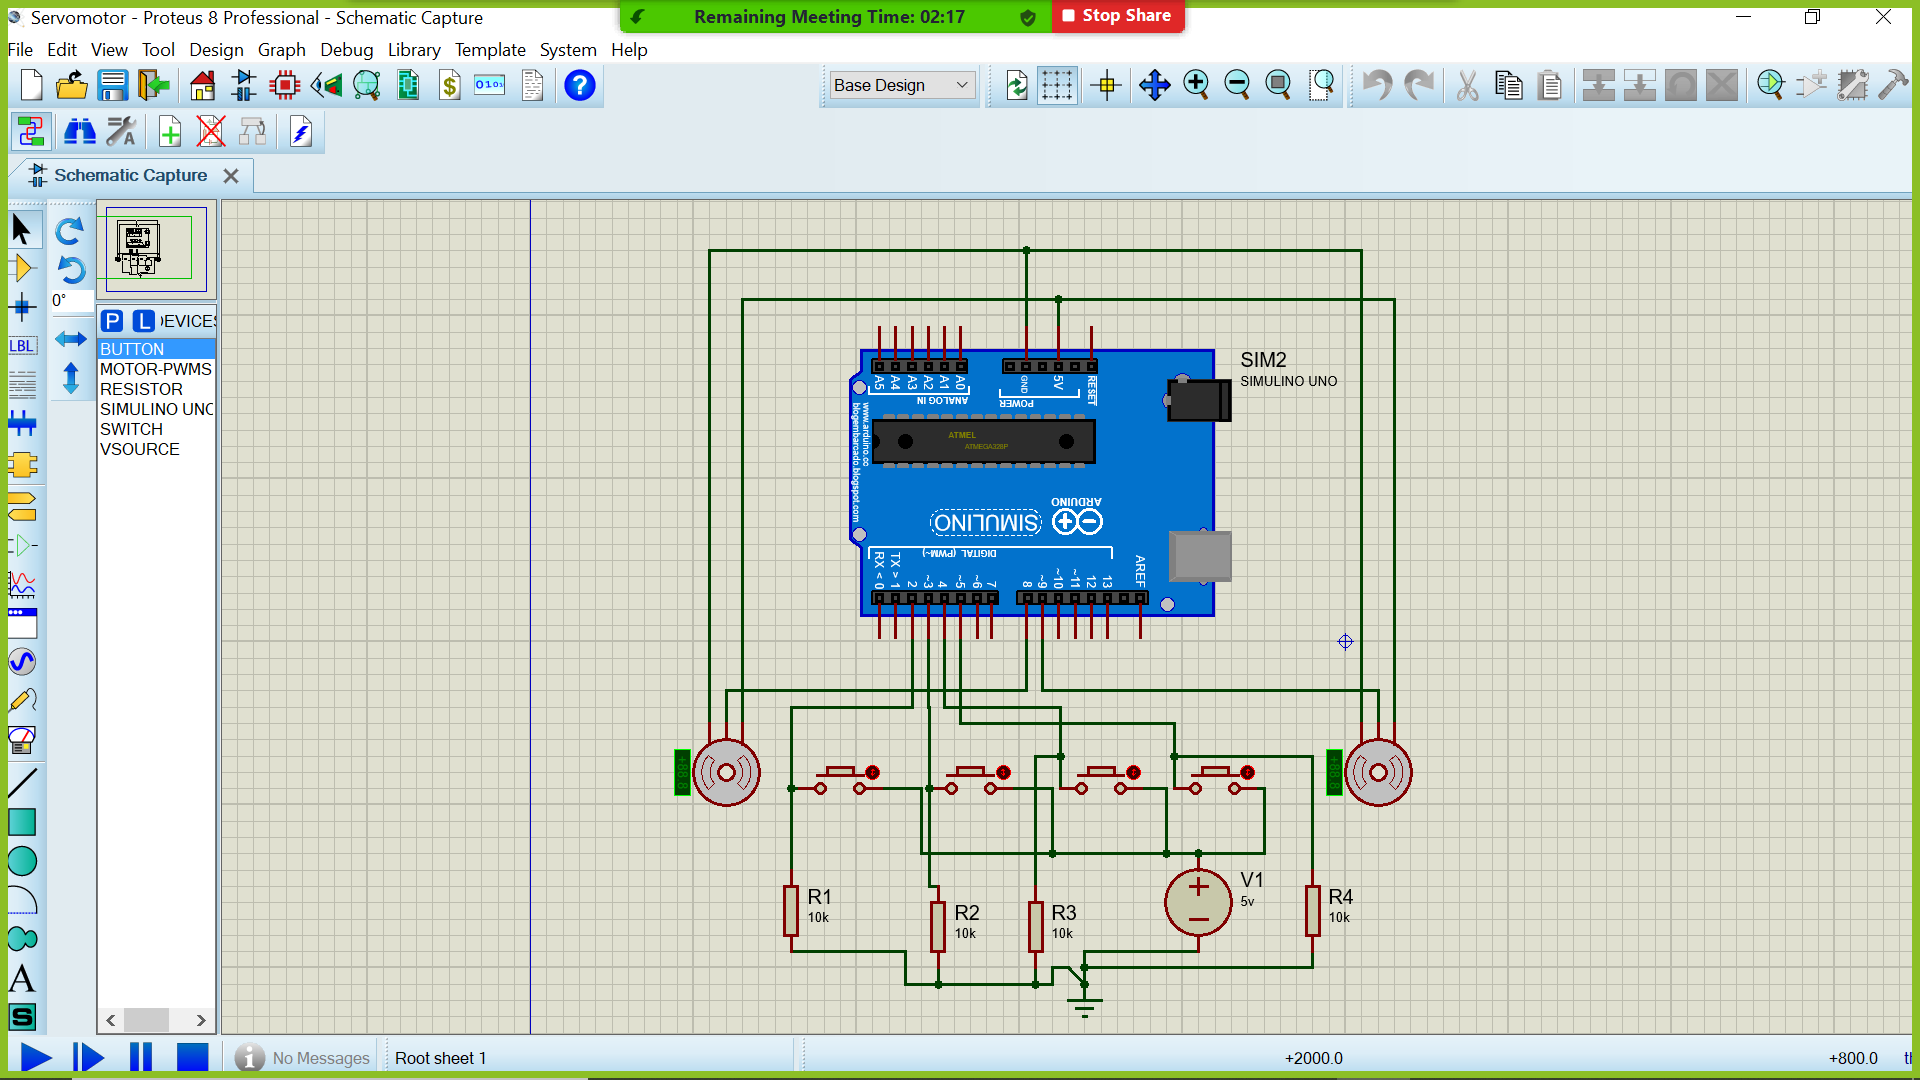 Servomotor - Proteus 8 Professional - Schematic Capture
Remaining Meeting Time: 02:17
Stop Share
File Edit View Tool Design Graph Debug Library Template System Help
Base Design
Schematic Capture
0°
P L DEVICES
LBL
BUTTON
MOTOR-PWMS
RESISTOR
SIMULINO UNO
SWITCH
VSOURCE
SIM2
SIMULINO UNO
A5 A4 A3 A2 A1 A0
GND 5V RESET
ANALOG IN
POWER
www.arduino.cc
blogembarcado.blogspot.com
ATMEL
ATMEGA328P
ARDUINO
SIMULINO
DIGITAL (PWM~)
RX < 0 TX > 1 2 ~3 4 ~5 ~6 7 8 ~9 ~10 ~11 12 13 AREF
R1
10k
R2
10k
R3
10k
V1
5v
R4
10k
No Messages
Root sheet 1
+2000.0
+800.0
th